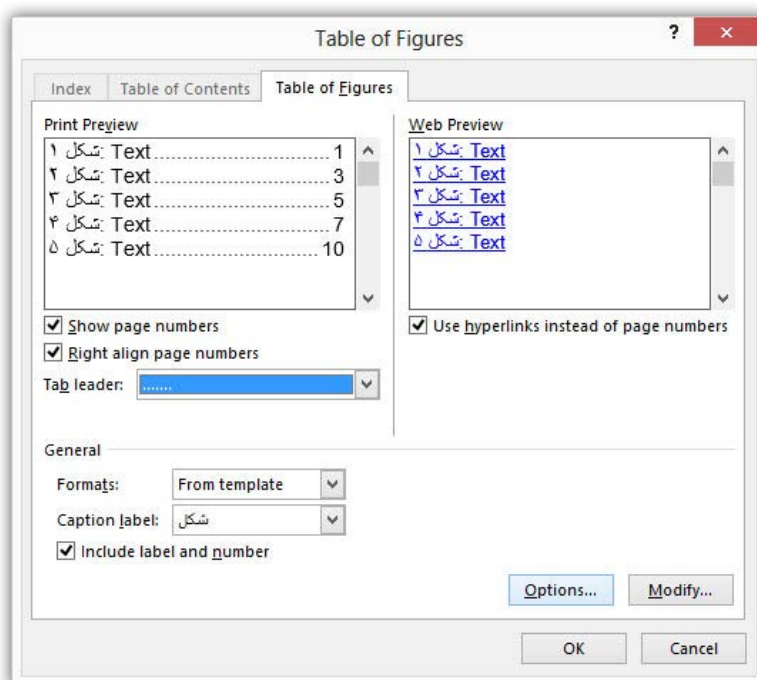 Table of Figures
?
×
Index
Table of Contents
Table of Figures
Print Preview
شکل ۱: Text.................................1
شکل ۲: Text.................................3
شکل ۳: Text.................................5
شکل ۴: Text.................................7
شکل ۵: Text...............................10
Show page numbers
Right align page numbers
Tab leader: .......
Web Preview
شکل ۱: Text
شکل ۲: Text
شکل ۳: Text
شکل ۴: Text
شکل ۵: Text
Use hyperlinks instead of page numbers
General
Formats: From template
Caption label: شکل
Include label and number
Options...
Modify...
OK
Cancel